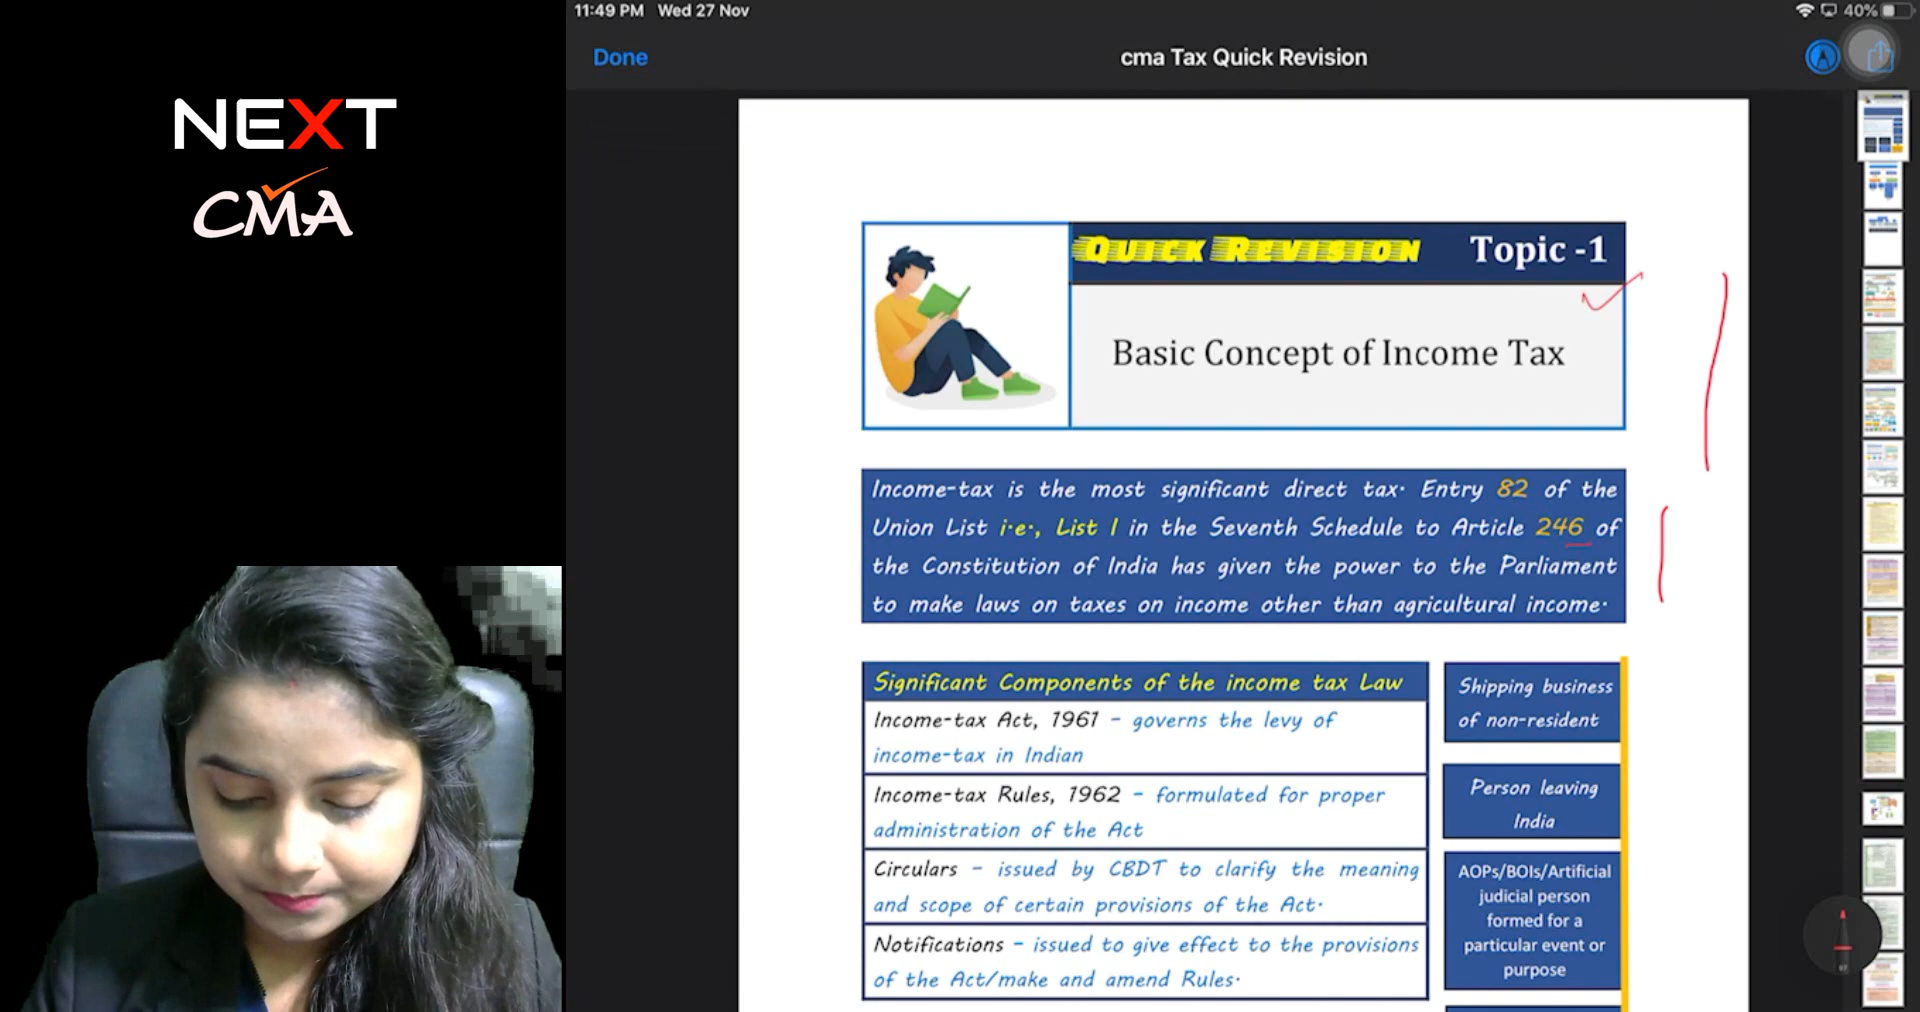 11:49 PM Wed 27 Nov
40%
Done
cma Tax Quick Revision
NEXT
CMA
QUICK REVISION
Topic -1
Basic Concept of Income Tax
Income-tax is the most significant direct tax. Entry 82 of the
Union List i.e., List I in the Seventh Schedule to Article 246 of
the Constitution of India has given the power to the Parliament
to make laws on taxes on income other than agricultural income.
Significant Components of the income tax Law
Income-tax Act, 1961 – governs the levy of
income-tax in Indian
Income-tax Rules, 1962 – formulated for proper
administration of the Act
Circulars – issued by CBDT to clarify the meaning
and scope of certain provisions of the Act.
Notifications – issued to give effect to the provisions
of the Act/make and amend Rules.
Shipping business
of non-resident
Person leaving
India
AOPs/BOIs/Artificial
judicial person
formed for a
particular event or
purpose